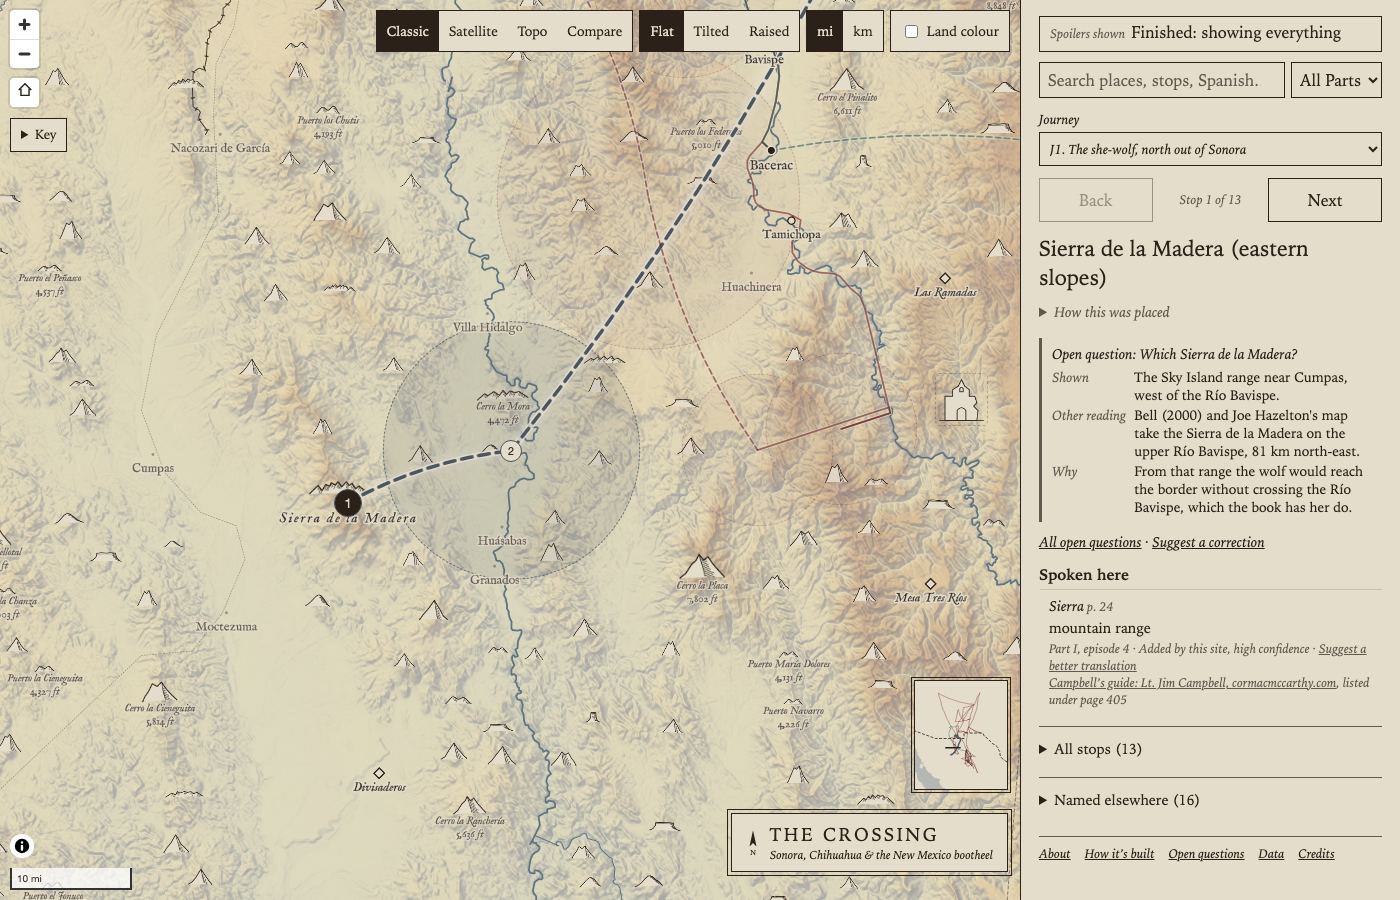 +
−
Key
Classic Satellite Topo Compare
Flat Tilted Raised
mi km
Land colour
8,848 ft
Bavispe
Cerro el Pinalito
6,611 ft
Puerto los Chutis
4,193 ft
Puerto los Federales
5,010 ft
Nacozari de García
Bacerac
Tamichopa
Puerto el Peñasco
4,537 ft
Huachinera
Las Ramadas
Villa Hidalgo
Cerro la Mora
4,472 ft
2
Cumpas
1
Sierra de la Madera
Huásabas
Granados
Cerro la Placa
7,802 ft
Mesa Tres Ríos
Moctezuma
Puerto la Cieneguita
4,327 ft
Cerro la Cieneguita
5,814 ft
Puerto María Dolores
4,131 ft
Puerto Navarro
4,226 ft
Divisaderos
Cerro la Ranchería
5,636 ft
N
THE CROSSING
Sonora, Chihuahua & the New Mexico bootheel
10 mi
Spoilers shown Finished: showing everything
Search places, stops, Spanish.
All Parts
Journey
J1. The she-wolf, north out of Sonora
Back
Stop 1 of 13
Next
Sierra de la Madera (eastern
slopes)
How this was placed
Open question: Which Sierra de la Madera?
Shown The Sky Island range near Cumpas,
west of the Río Bavispe.
Other reading Bell (2000) and Joe Hazelton's map
take the Sierra de la Madera on the
upper Río Bavispe, 81 km north-east.
Why From that range the wolf would reach
the border without crossing the Río
Bavispe, which the book has her do.
All open questions · Suggest a correction
Spoken here
Sierra p. 24
mountain range
Part I, episode 4 · Added by this site, high confidence · Suggest a
better translation
Campbell's guide: Lt. Jim Campbell, cormacmccarthy.com, listed
under page 405
All stops (13)
Named elsewhere (16)
About How it's built Open questions Data Credits